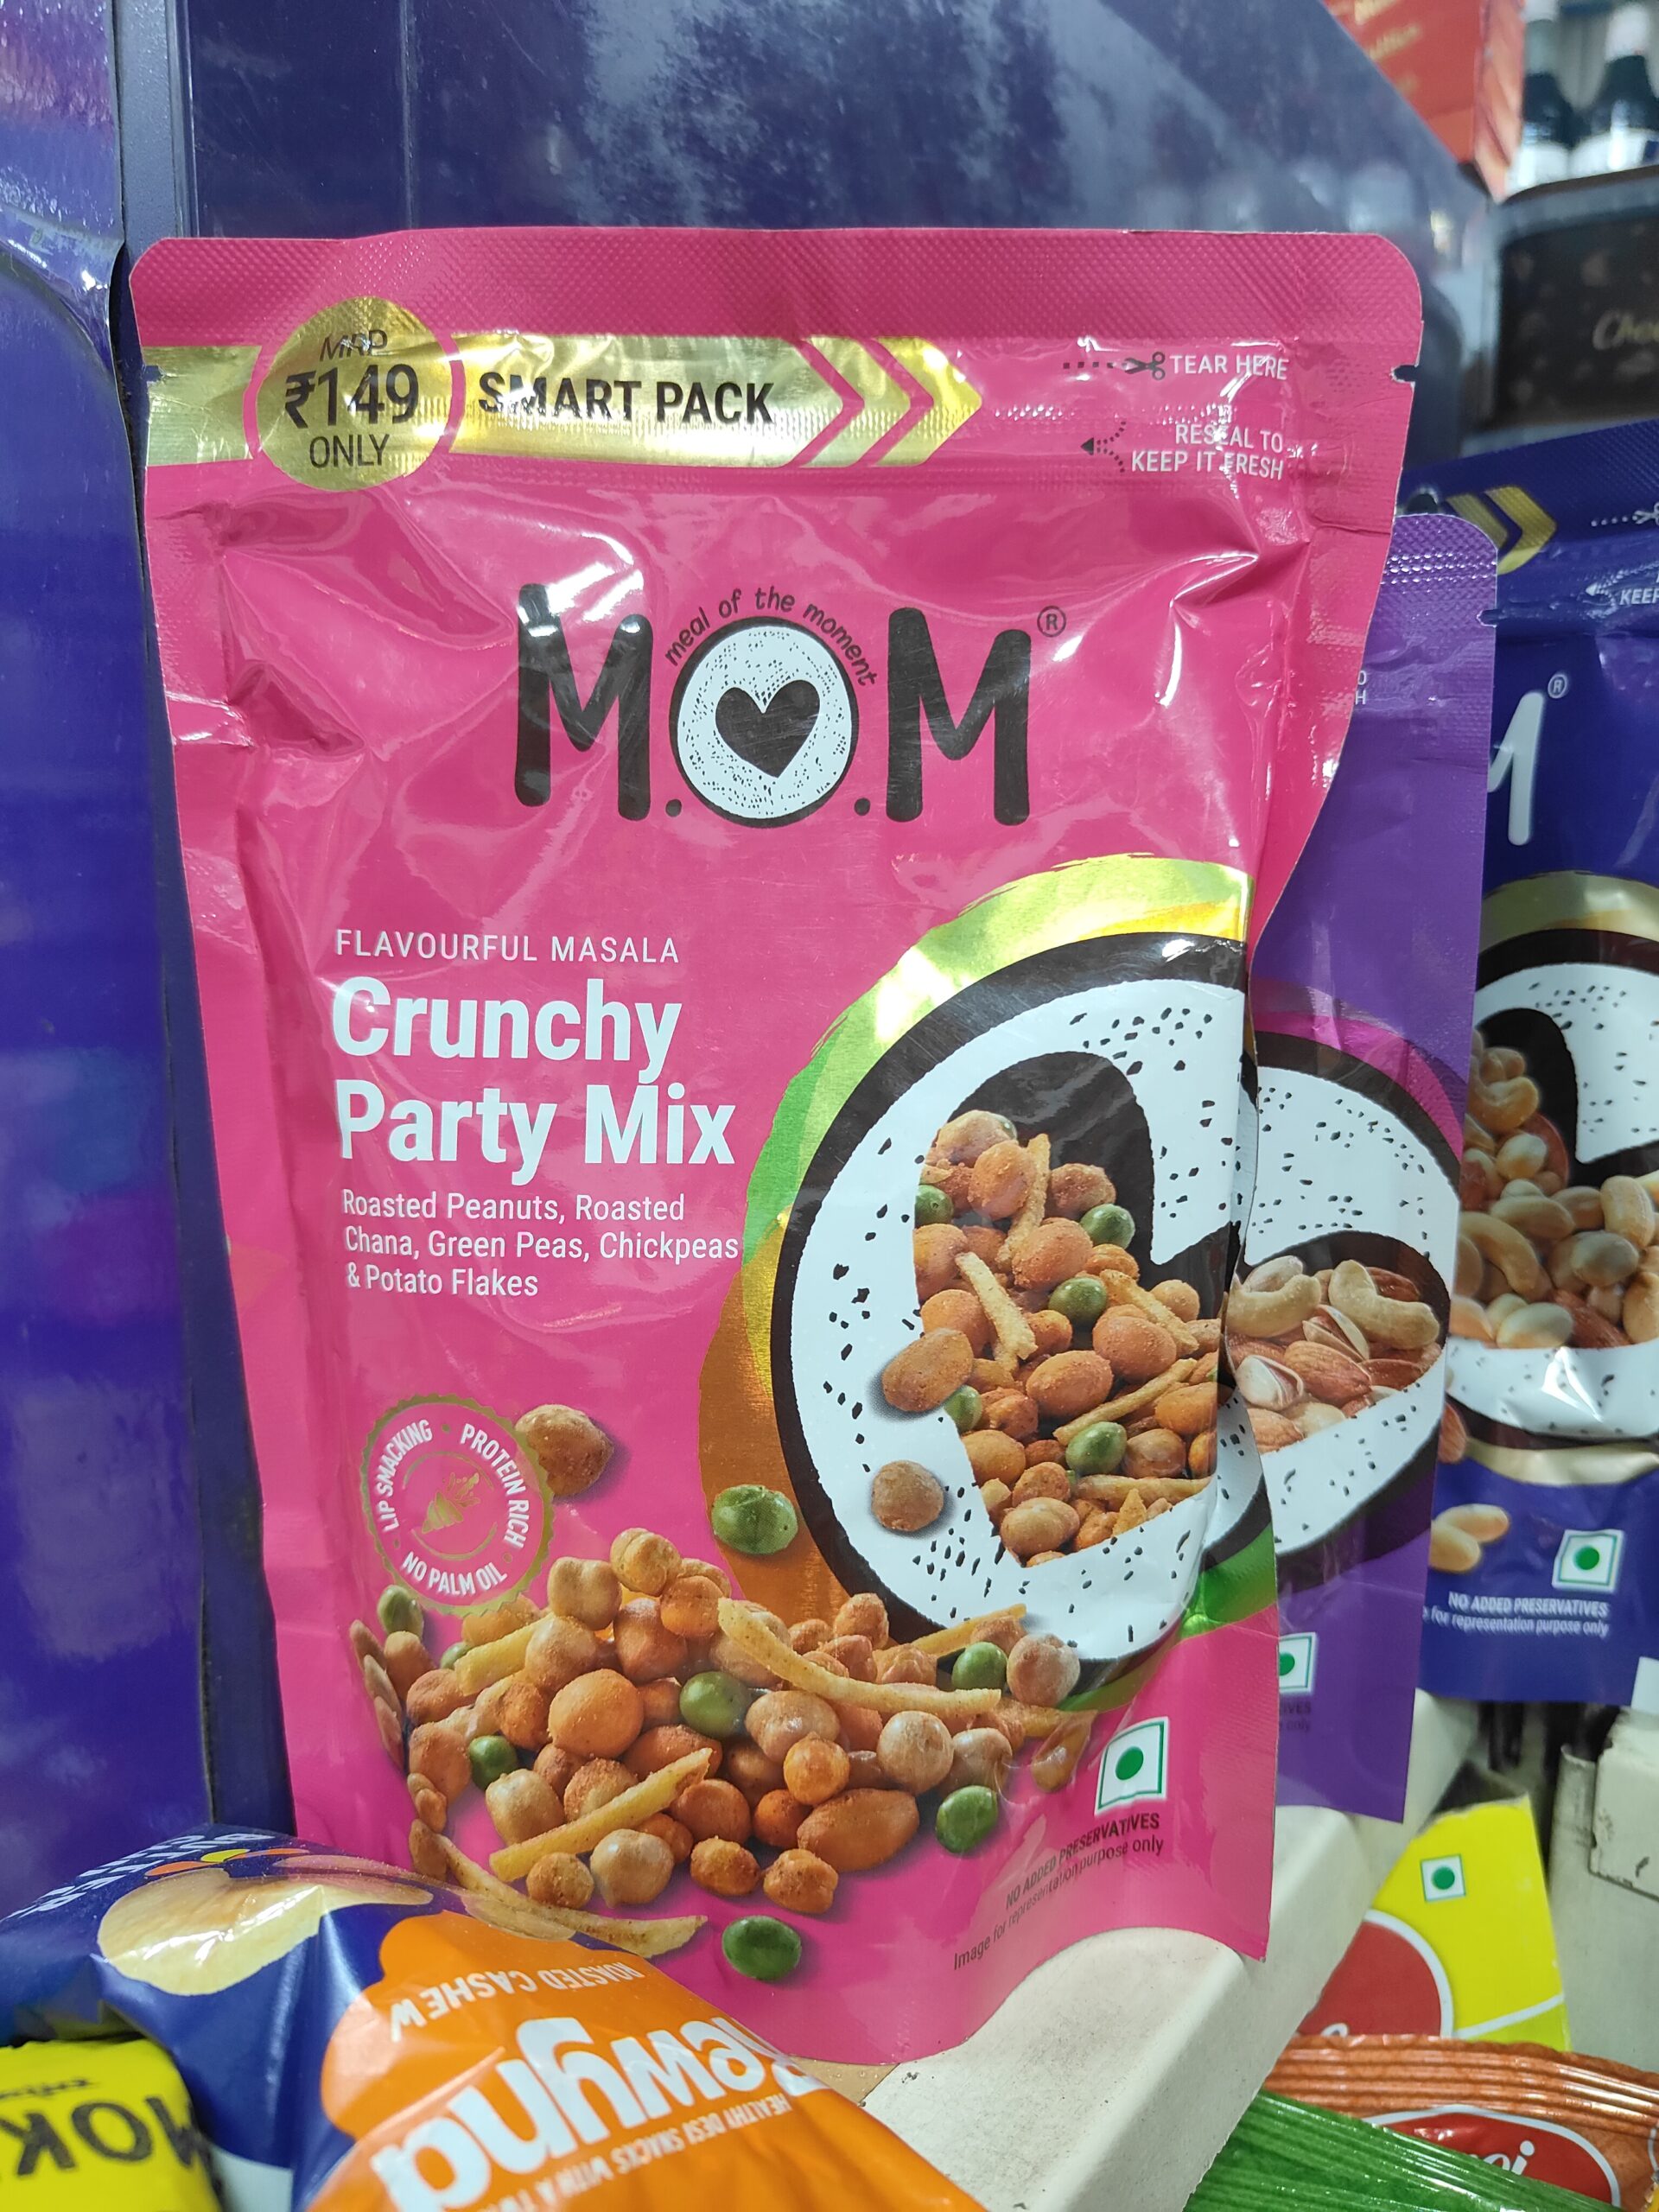 MRP
₹149
ONLY
SMART PACK
TEAR HERE
RESEAL TO
KEEP IT FRESH
meal of the moment
M.O.M®
FLAVOURFUL MASALA
Crunchy
Party Mix
Roasted Peanuts, Roasted
Chana, Green Peas, Chickpeas
& Potato Flakes
LIP SMACKING • PROTEIN RICH • NO PALM OIL
NO ADDED PRESERVATIVES
Image for representation purpose only
KEEP
M®
NO ADDED PRESERVATIVES
for representation purpose only
only
ROASTED CASHEW
HEALTHY DESI SNACKS WITH A